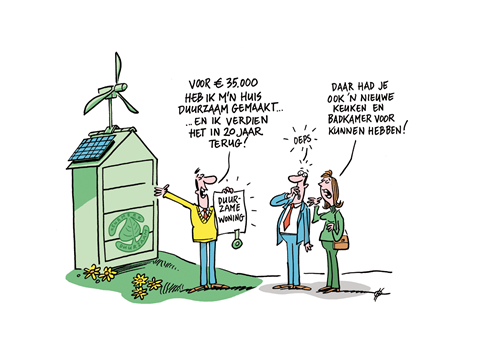 VOOR € 35.000
HEB IK M'N HUIS
DUURZAAM GEMAAKT...
...EN IK VERDIEN
HET IN 20 JAAR
TERUG!
DUUR-
ZAME
WONING
OEPS
DAAR HAD JE
OOK 'N NIEUWE
KEUKEN EN
BADKAMER VOOR
KUNNEN HEBBEN!